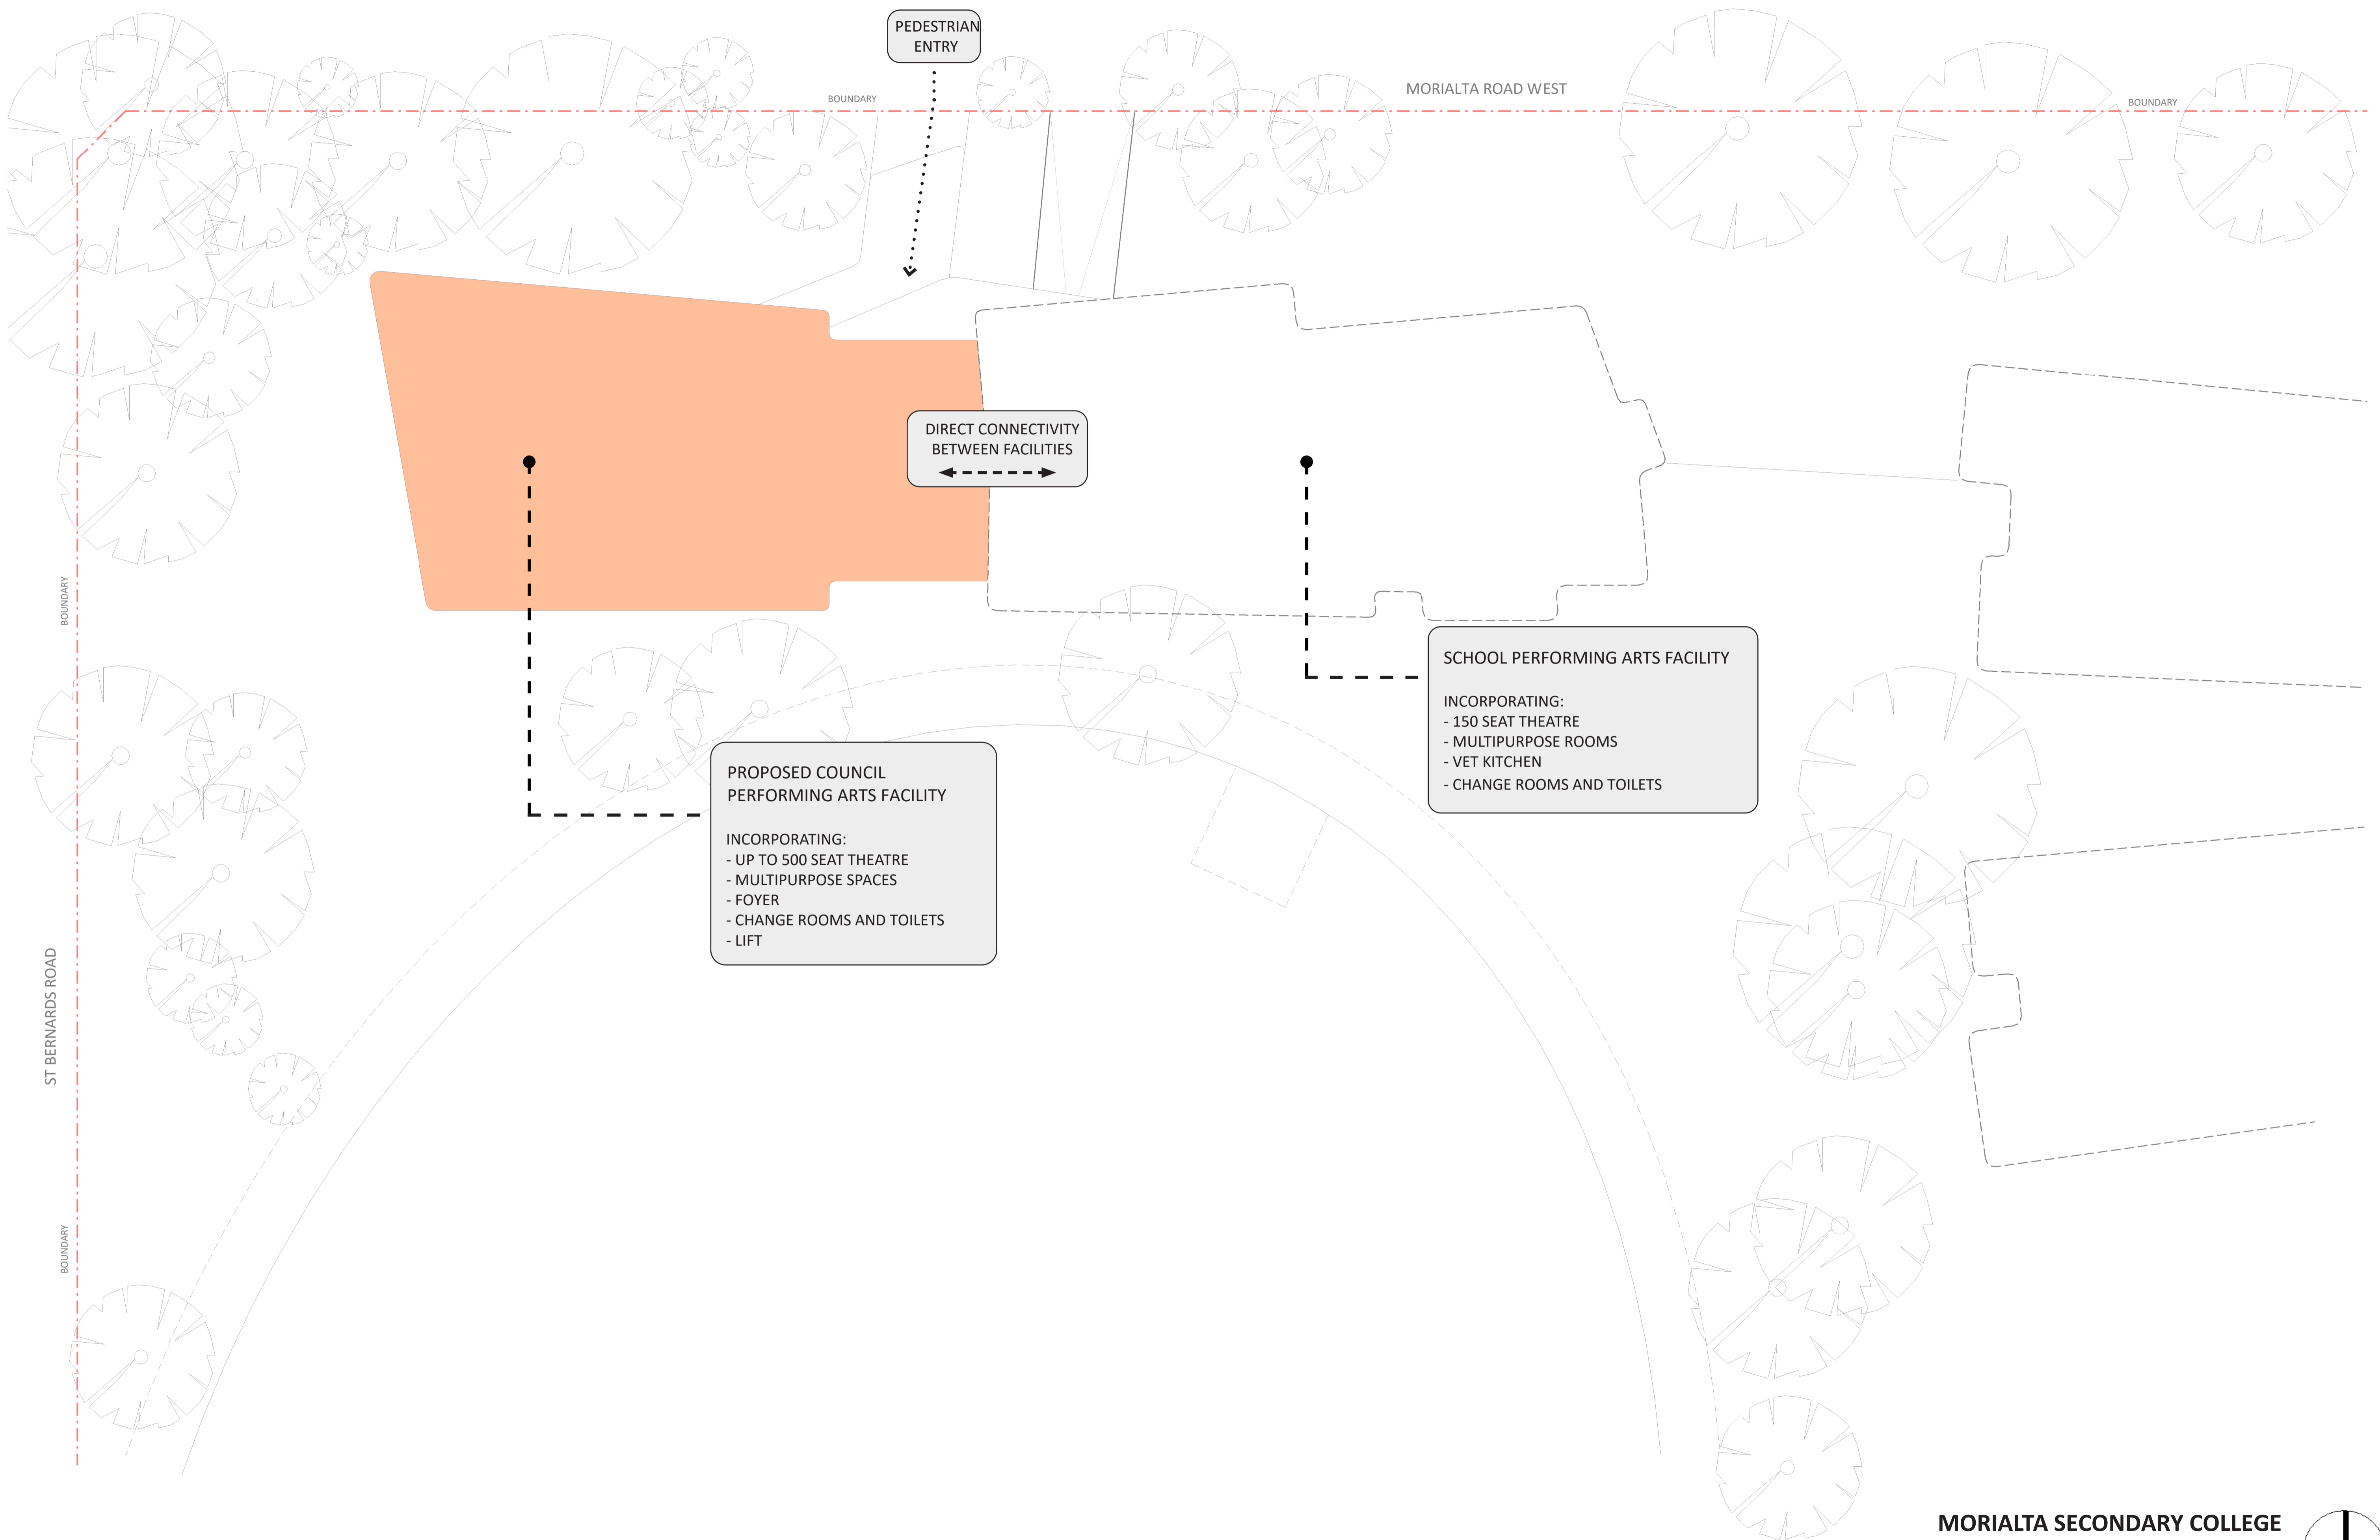 PEDESTRIAN
ENTRY
MORIALTA ROAD WEST
BOUNDARY
BOUNDARY
DIRECT CONNECTIVITY
BETWEEN FACILITIES
BOUNDARY
SCHOOL PERFORMING ARTS FACILITY
INCORPORATING:
- 150 SEAT THEATRE
- MULTIPURPOSE ROOMS
- VET KITCHEN
- CHANGE ROOMS AND TOILETS
PROPOSED COUNCIL
PERFORMING ARTS FACILITY
INCORPORATING:
- UP TO 500 SEAT THEATRE
- MULTIPURPOSE SPACES
- FOYER
- CHANGE ROOMS AND TOILETS
- LIFT
ST BERNARDS ROAD
BOUNDARY
MORIALTA SECONDARY COLLEGE